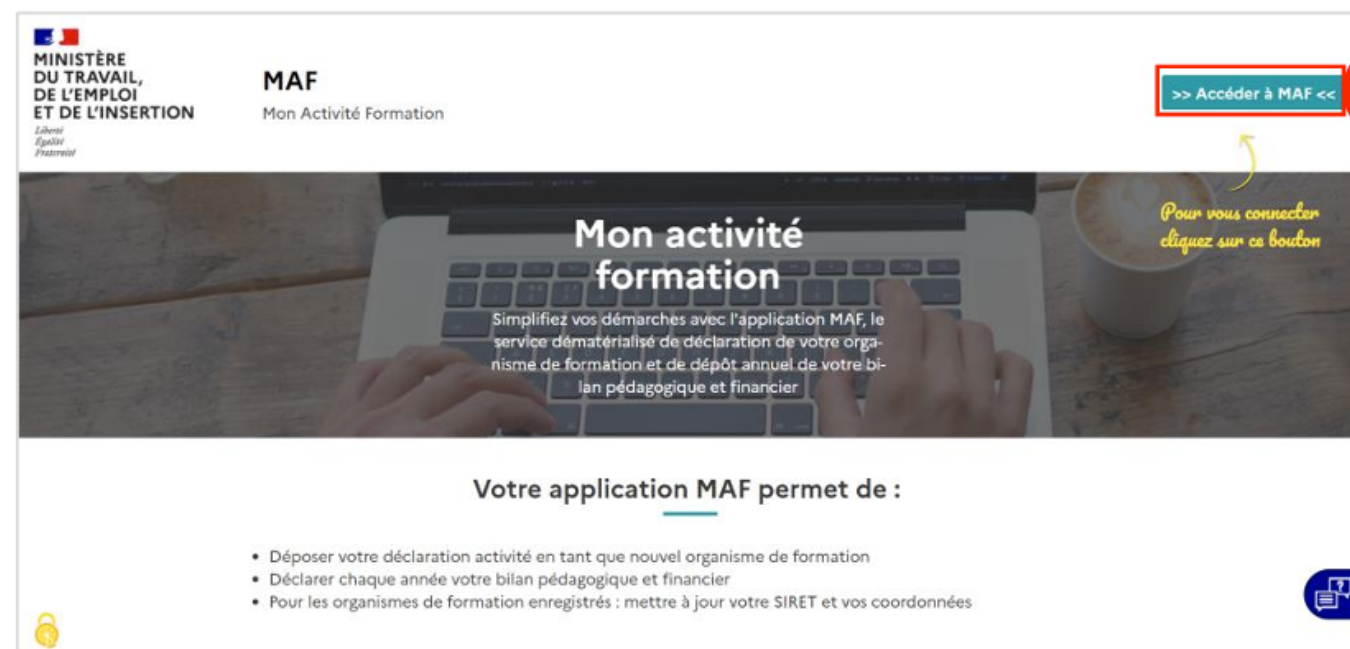 MINISTÈRE
DU TRAVAIL,
DE L'EMPLOI
ET DE L'INSERTION
Liberté
Égalité
Fraternité
MAF
Mon Activité Formation
>> Accéder à MAF <<
Pour vous connecter
cliquez sur ce bouton
Mon activité
formation
Simplifiez vos démarches avec l'application MAF, le
service dématérialisé de déclaration de votre orga-
nisme de formation et de dépôt annuel de votre bi-
lan pédagogique et financier
Votre application MAF permet de :
• Déposer votre déclaration activité en tant que nouvel organisme de formation
• Déclarer chaque année votre bilan pédagogique et financier
• Pour les organismes de formation enregistrés : mettre à jour votre SIRET et vos coordonnées